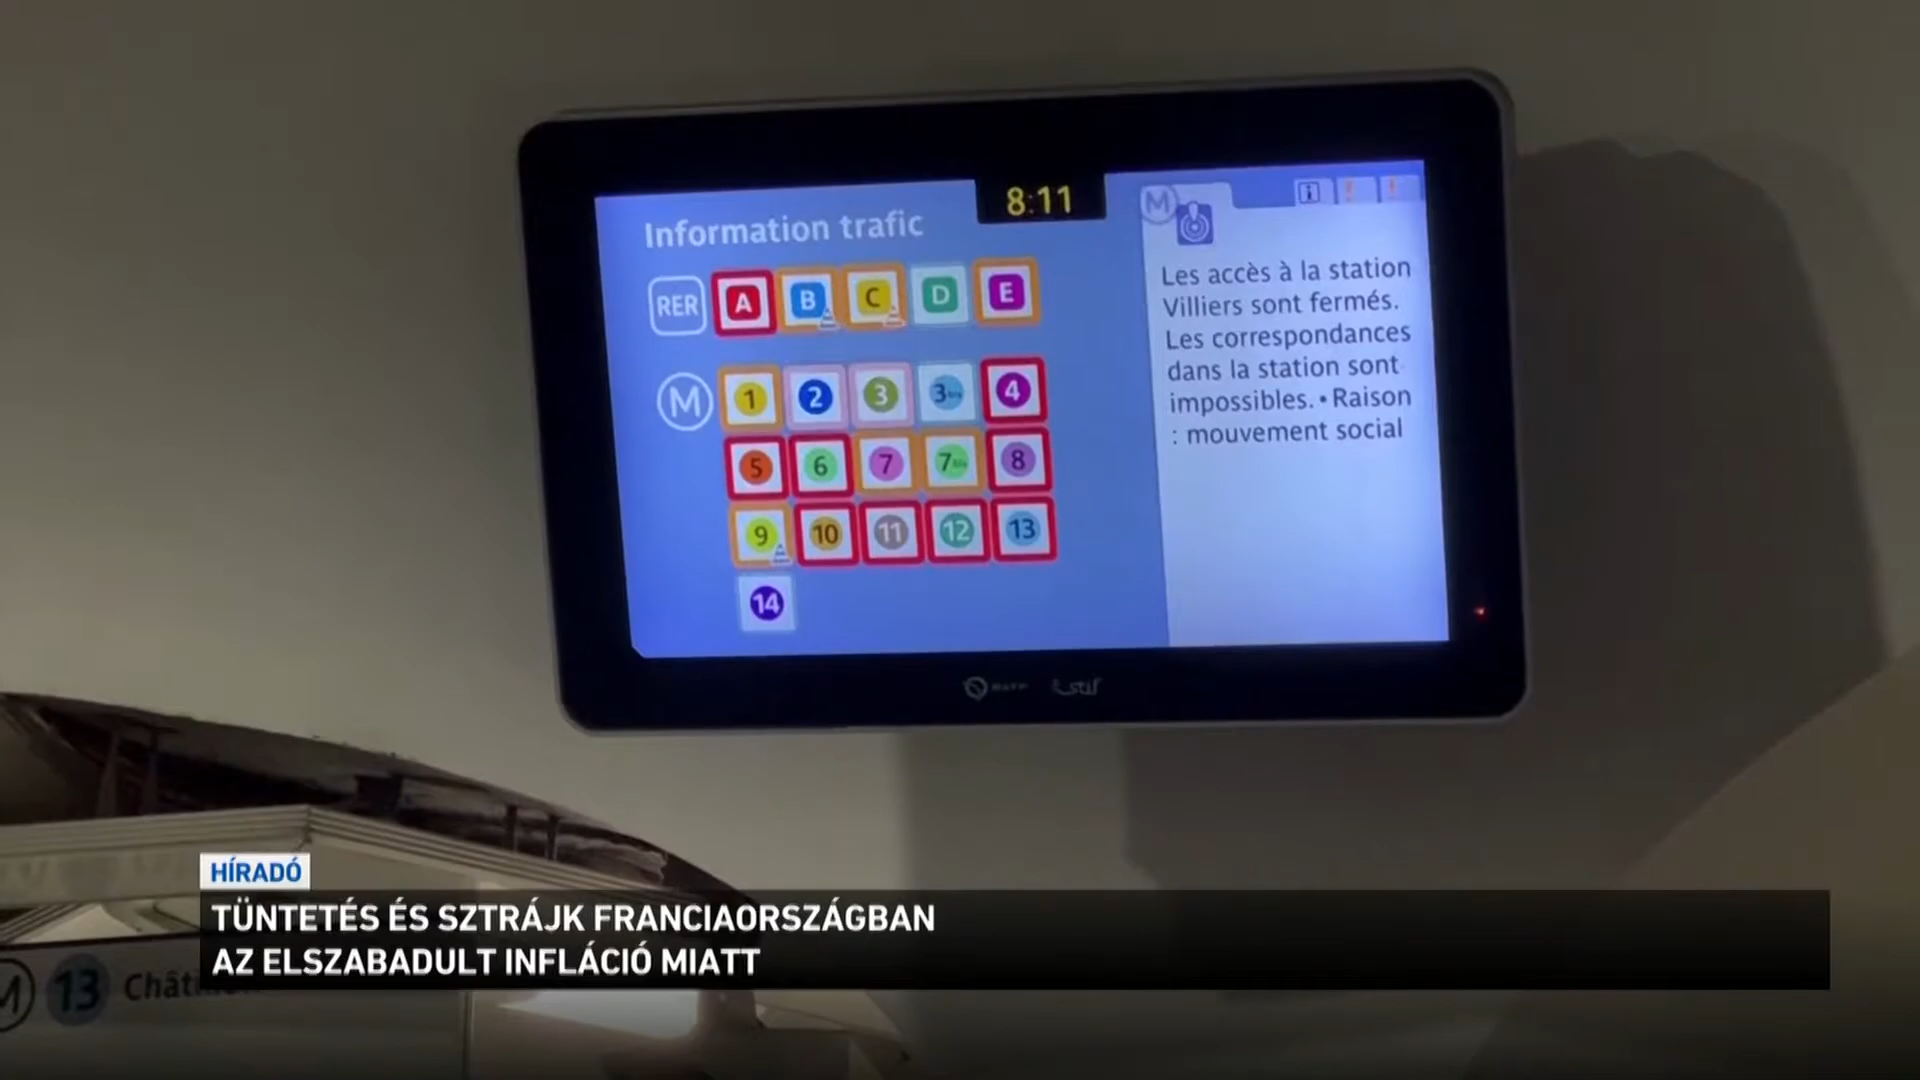 8:11
Information trafic
RER A B C D E
M 1 2 3 3bis 4
5 6 7 7bis 8
9 10 11 12 13
14
M
Les accès à la station
Villiers sont fermés.
Les correspondances
dans la station sont
impossibles. • Raison
: mouvement social
RATP stif
HÍRADÓ
TÜNTETÉS ÉS SZTRÁJK FRANCIAORSZÁGBAN
AZ ELSZABADULT INFLÁCIÓ MIATT
M 13